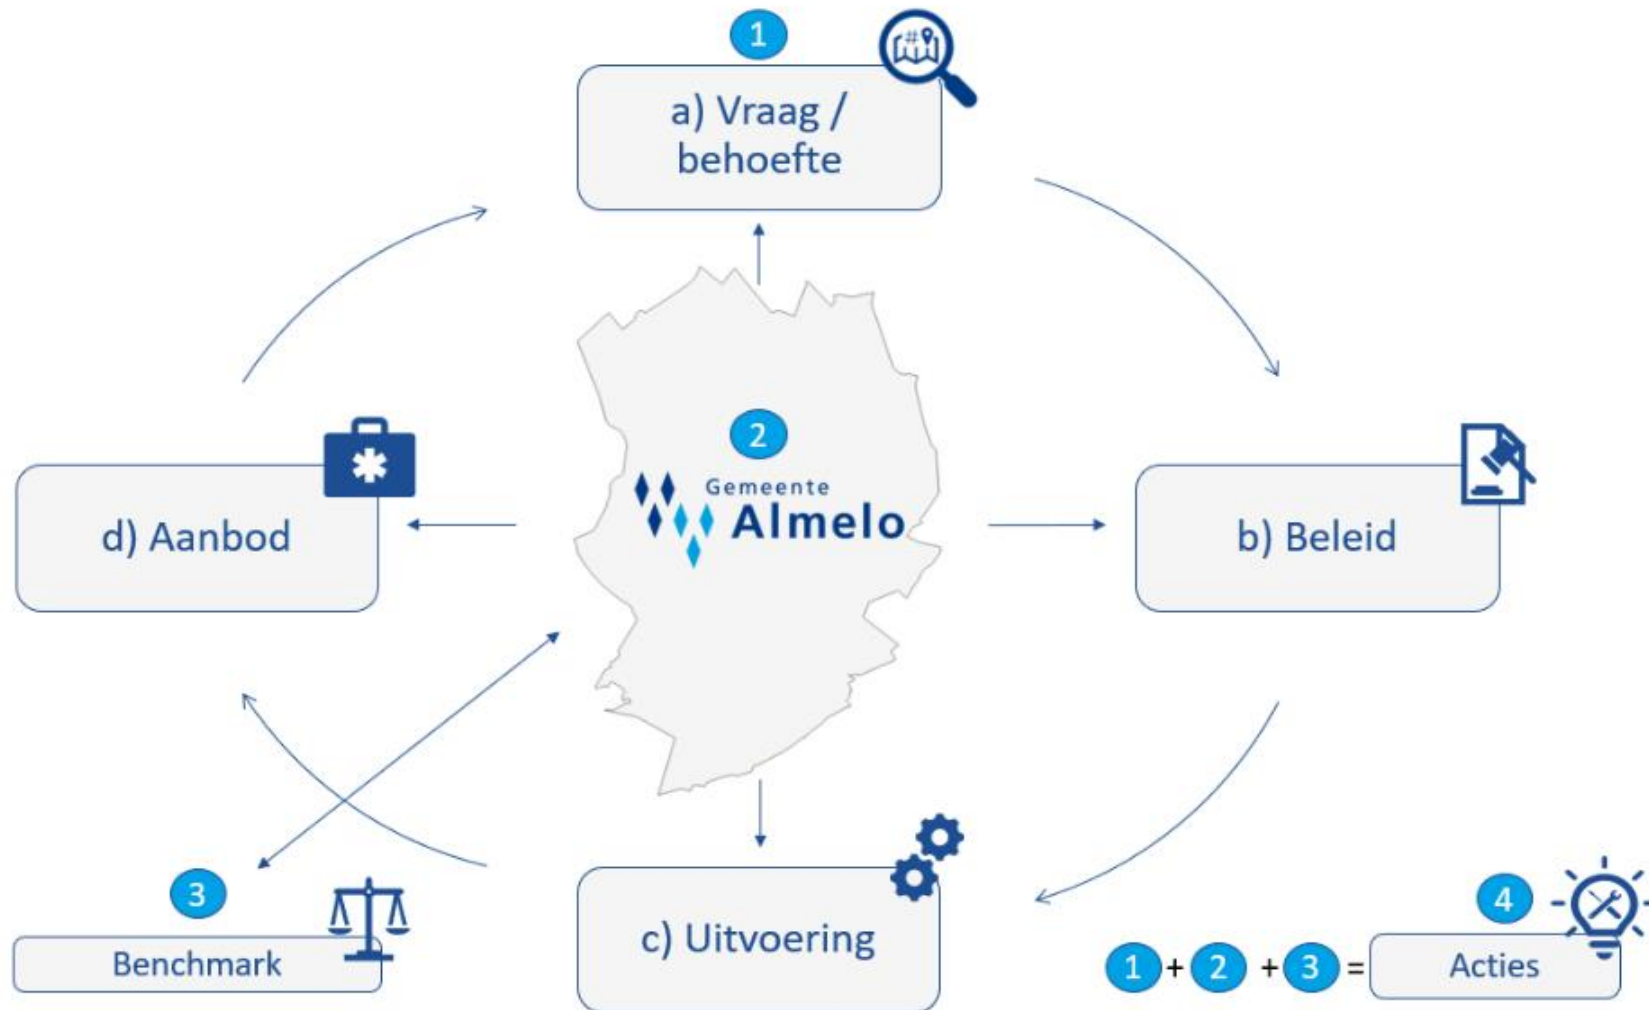 1
#
a) Vraag /
behoefte
2
Gemeente
Almelo
d) Aanbod
b) Beleid
3
Benchmark
c) Uitvoering
4
1 + 2 + 3 = Acties